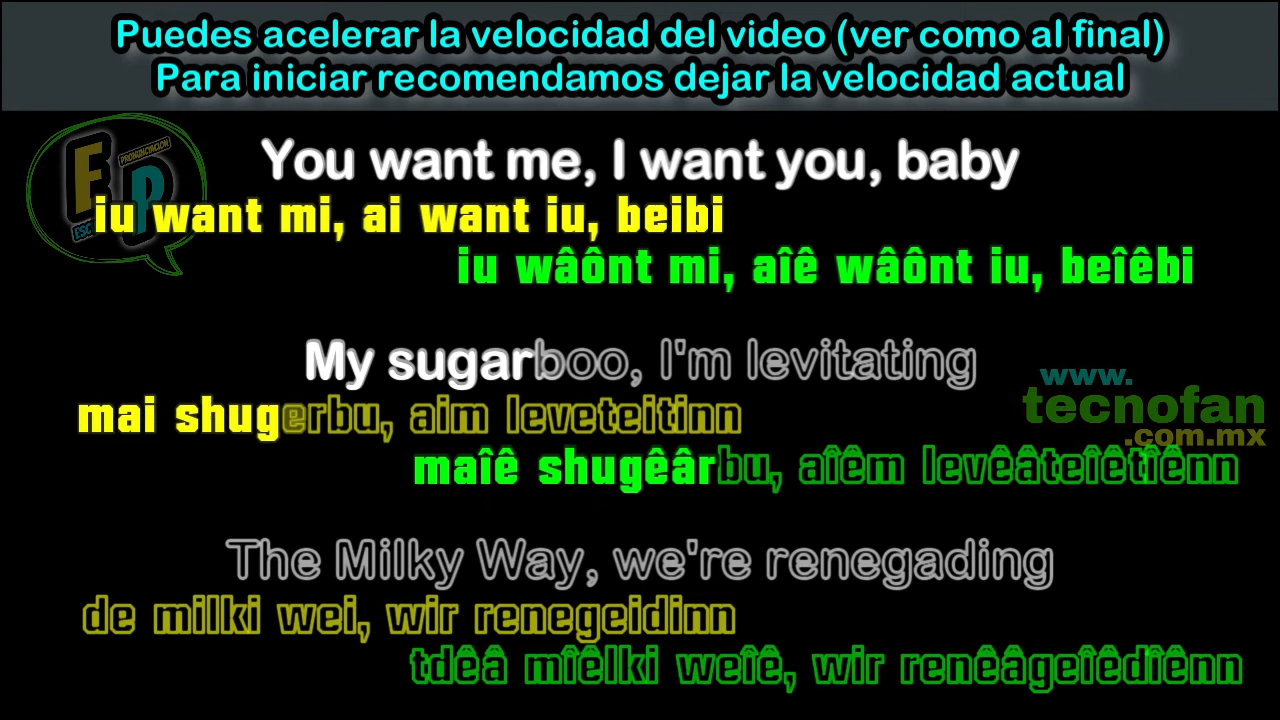 Puedes acelerar la velocidad del video (ver como al final)
Para iniciar recomendamos dejar la velocidad actual
E
PRONUNCYACION
P
You want me, I want you, baby
iu want mi, ai want iu, beibi
iu wâônt mi, aîê wâônt iu, beîêbi
My sugarboo, I'm levitating
mai shugerbu, aim leveteitinn
maîê shugêârbu, aîêm levêâteîêtîênn
www.
tecnofan
.com.mx
The Milky Way, we're renegading
de milki wei, wir renegeidinn
tdêâ mîêlki weîê, wir renêâgeîêdîênn